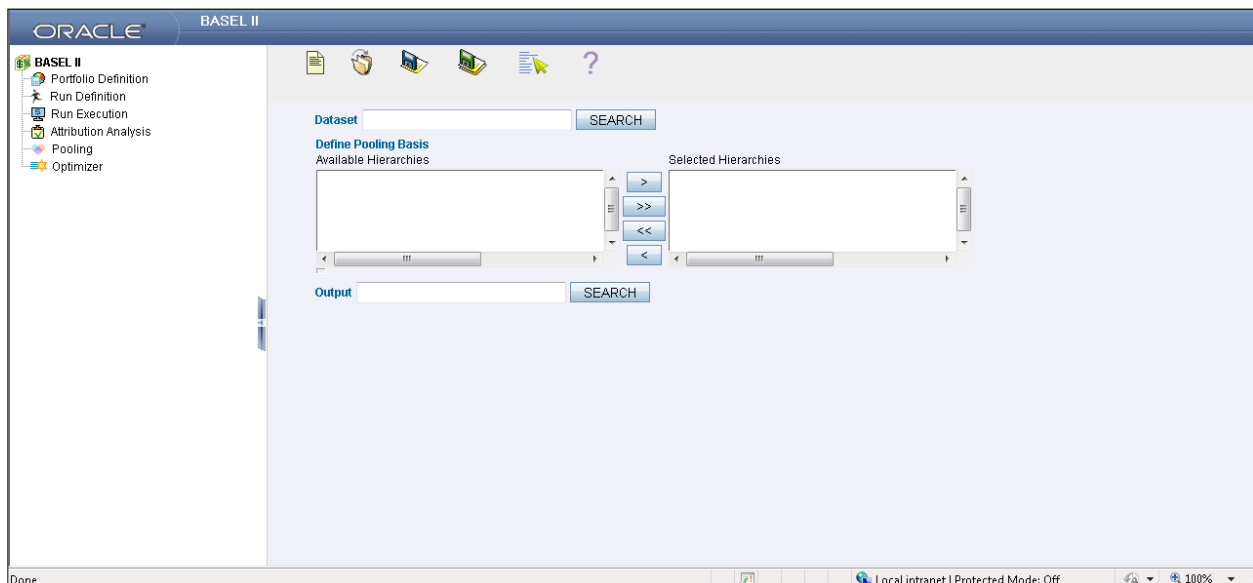 ORACLE®
BASEL II
BASEL II
Portfolio Definition
Run Definition
Run Execution
Attribution Analysis
Pooling
Optimizer
?
Dataset
SEARCH
Define Pooling Basis
Available Hierarchies
Selected Hierarchies
>
>>
<<
<
Output
SEARCH
Done
Local intranet | Protected Mode: Off
100%